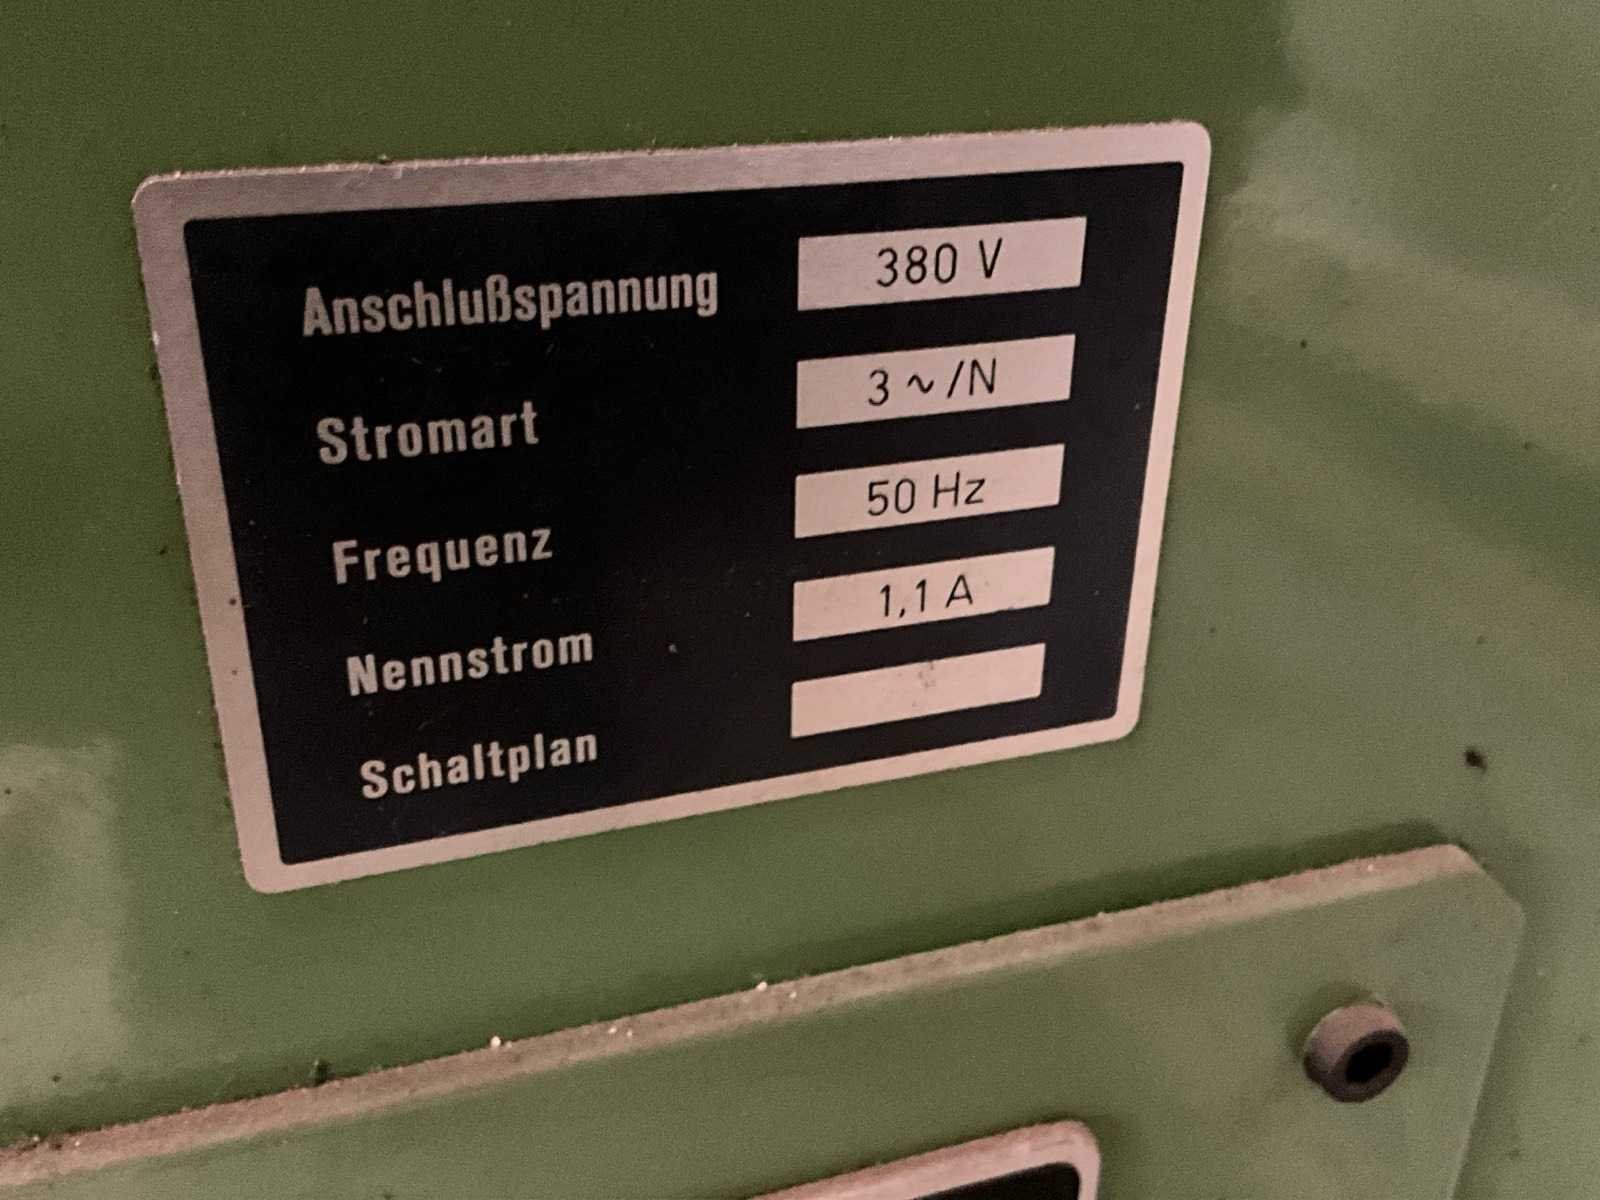 Anschlußspannung 380 V
Stromart 3 ~ /N
Frequenz 50 Hz
Nennstrom 1,1 A
Schaltplan